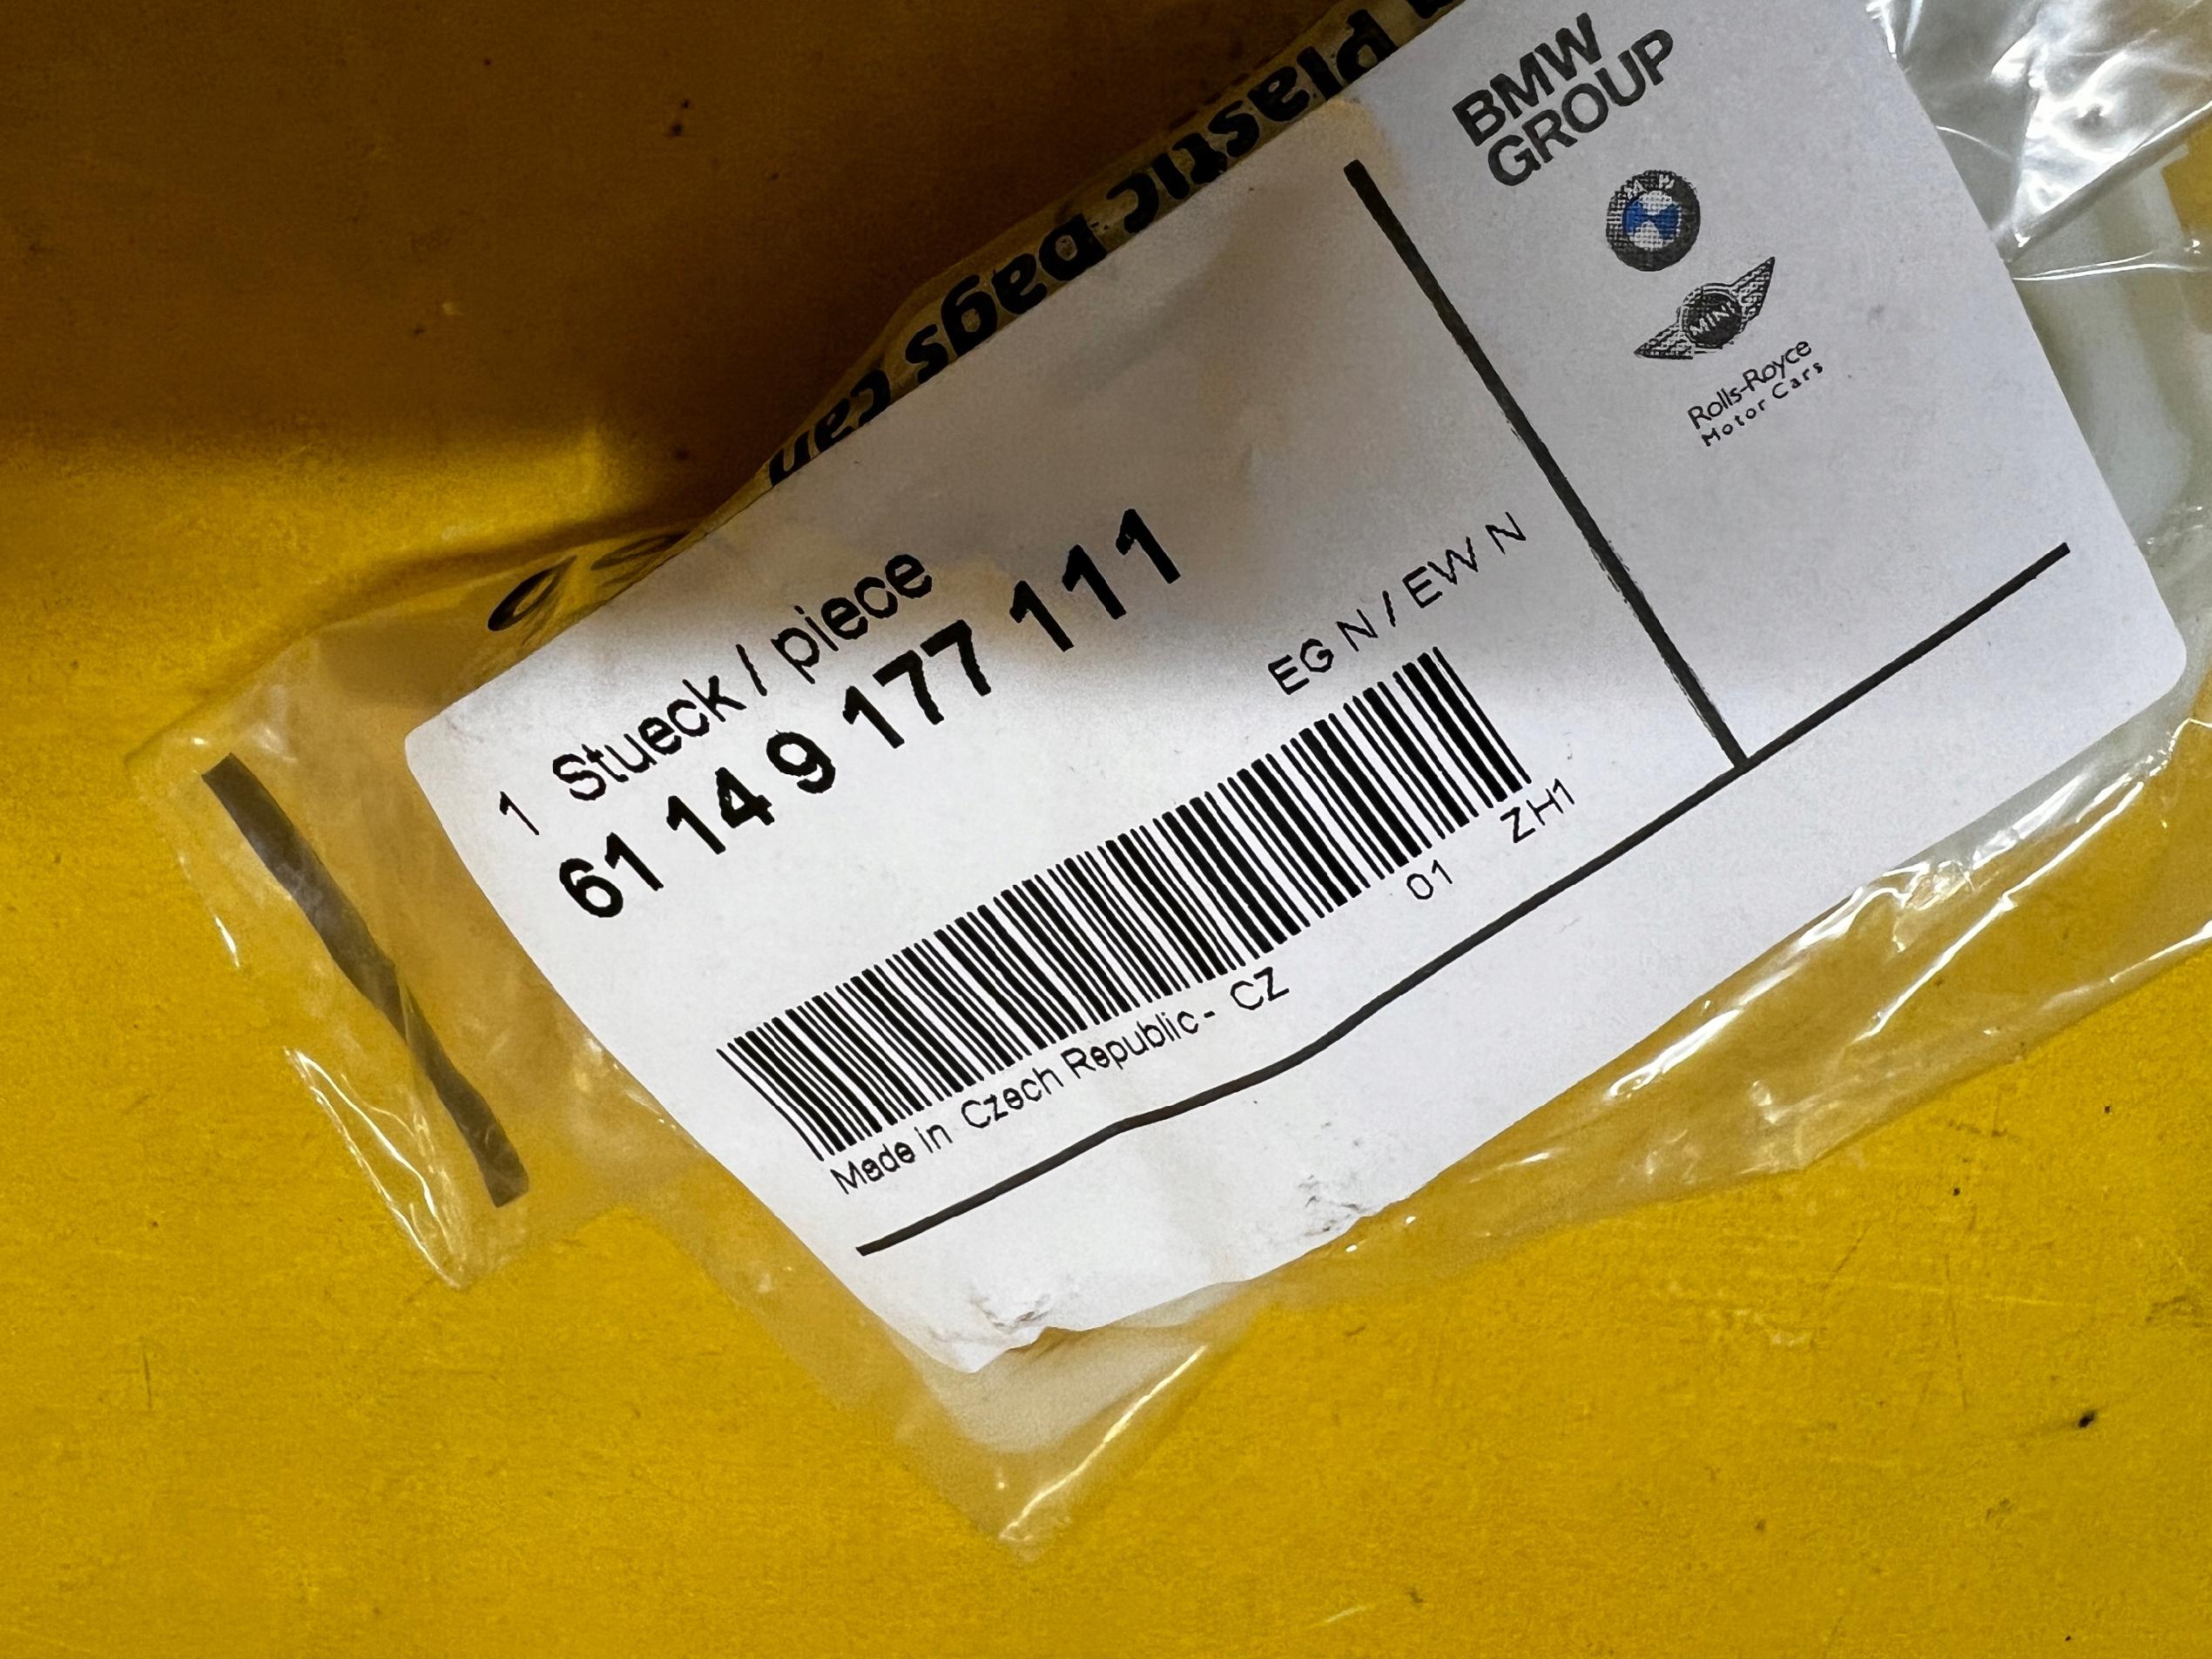 Plastic bags can
BMW
GROUP
MINI
Rolls-Royce
Motor Cars
1 Stueck / piece
61 14 9 177 111
EG N / EW N
01 ZH1
Made in Czech Republic - CZ